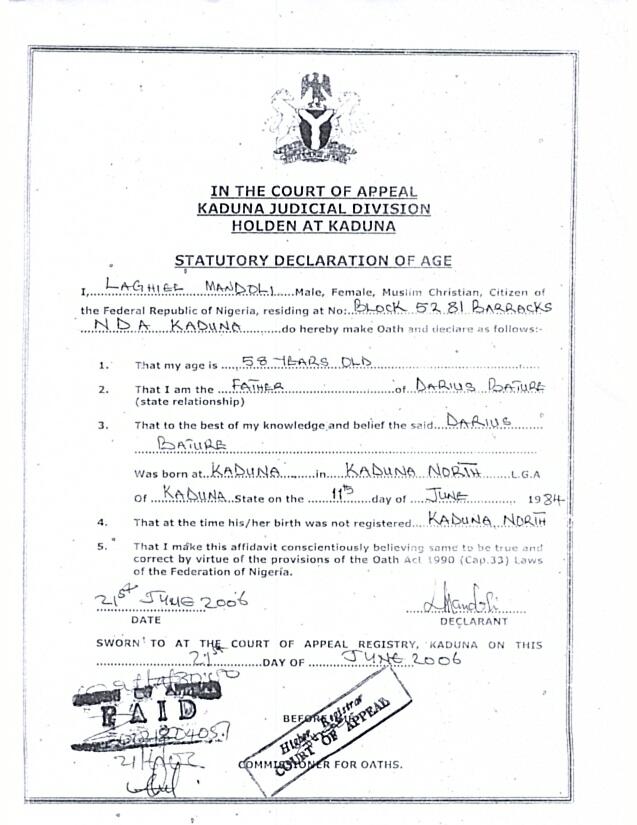 IN THE COURT OF APPEAL
KADUNA JUDICIAL DIVISION
HOLDEN AT KADUNA
STATUTORY DECLARATION OF AGE
I, LAGHIEL MANDOLI Male, Female, Muslim Christian, Citizen of
the Federal Republic of Nigeria, residing at No: BLOCK 52 81 BARRACKS
NDA KADUNA do hereby make Oath and declare as follows:-
1. That my age is 58 YEARS OLD
2. That I am the FATHER of DARIUS BATURE
(state relationship)
3. That to the best of my knowledge and belief the said DARIUS
BATURE
Was born at KADUNA in KADUNA NORTH L.G.A
Of KADUNA State on the 11th day of JUNE 1984
4. That at the time his/her birth was not registered KADUNA NORTH
5. That I make this affidavit conscientiously believing same to be true and
correct by virtue of the provisions of the Oath Act 1990 (Cap.33) Laws
of the Federation of Nigeria.
21st JUNE 2006
DATE
Mandoli
DECLARANT
SWORN TO AT THE COURT OF APPEAL REGISTRY, KADUNA ON THIS
21st DAY OF JUNE 2006
PAID
BEFORE
Higher Registrar
COURT OF APPEAL
COMMISSIONER FOR OATHS.